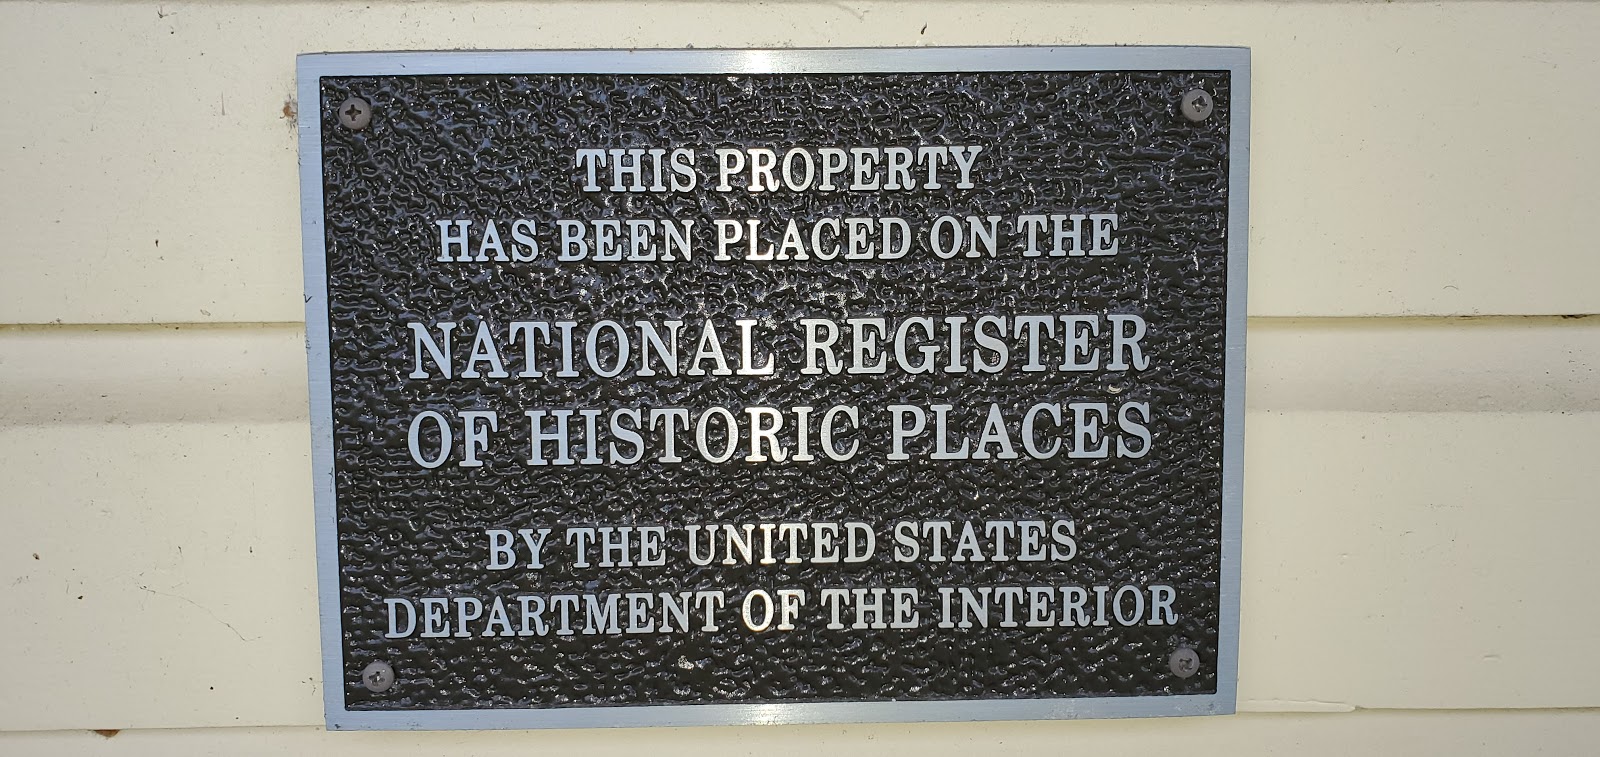 THIS PROPERTY
HAS BEEN PLACED ON THE
NATIONAL REGISTER
OF HISTORIC PLACES
BY THE UNITED STATES
DEPARTMENT OF THE INTERIOR